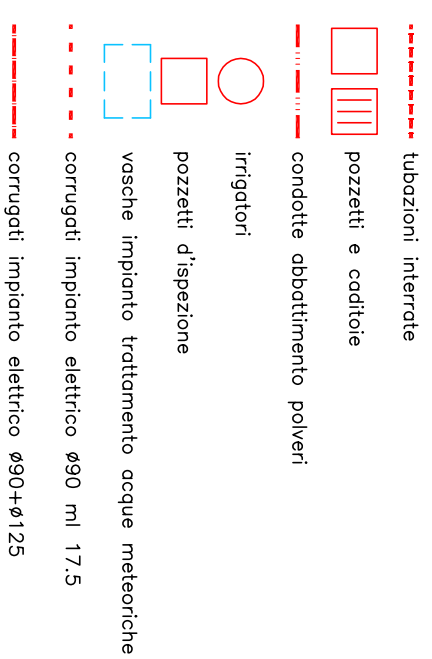 tubazioni interrate
pozzetti e caditoie
condotte abbattimento polveri
irrigatori
pozzetti d'ispezione
vasche impianto trattamento acque meteoriche
corrugati impianto elettrico ø90 ml 17.5
corrugati impianto elettrico ø90+ø125